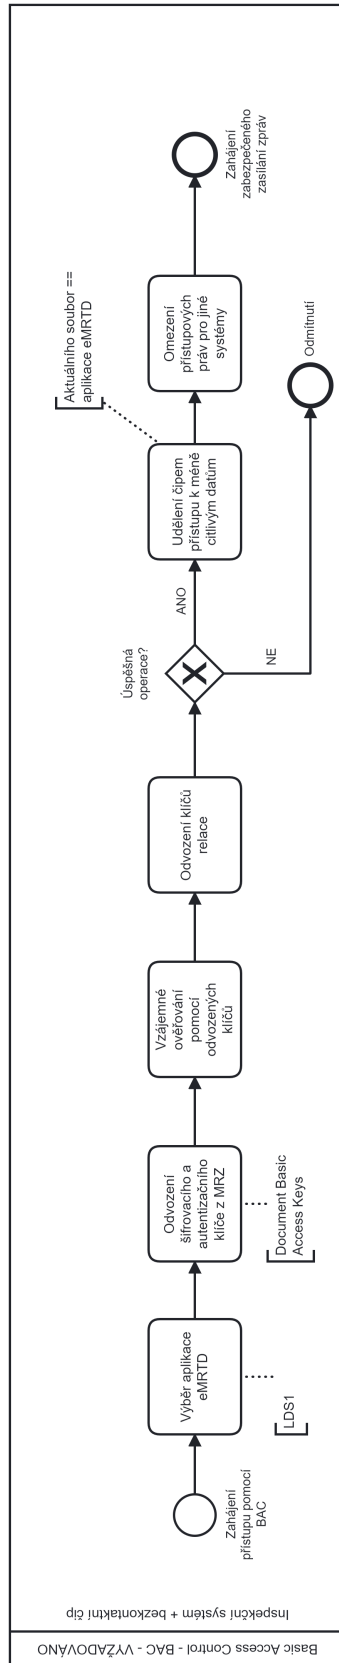 Basic Access Control - BAC - VYŽADOVÁNO
Inspekční systém + bezkontaktní čip
Zahájení
přístupu pomocí
BAC
Výběr aplikace
eMRTD
LDS1
Odvození
šifrovacího a
autentizačního
klíče z MRZ
Document Basic
Access Keys
Vzájemné
ověřování
pomocí
odvozených
klíčů
Odvození klíčů
relace
Úspěšná
operace?
ANO
NE
Udělení čipem
přístupu k méně
citlivým datům
Aktuálního soubor ==
aplikace eMRTD
Omezení
přístupových
práv pro jiné
systémy
Zahájení
zabezpečeného
zasílání zpráv
Odmítnutí